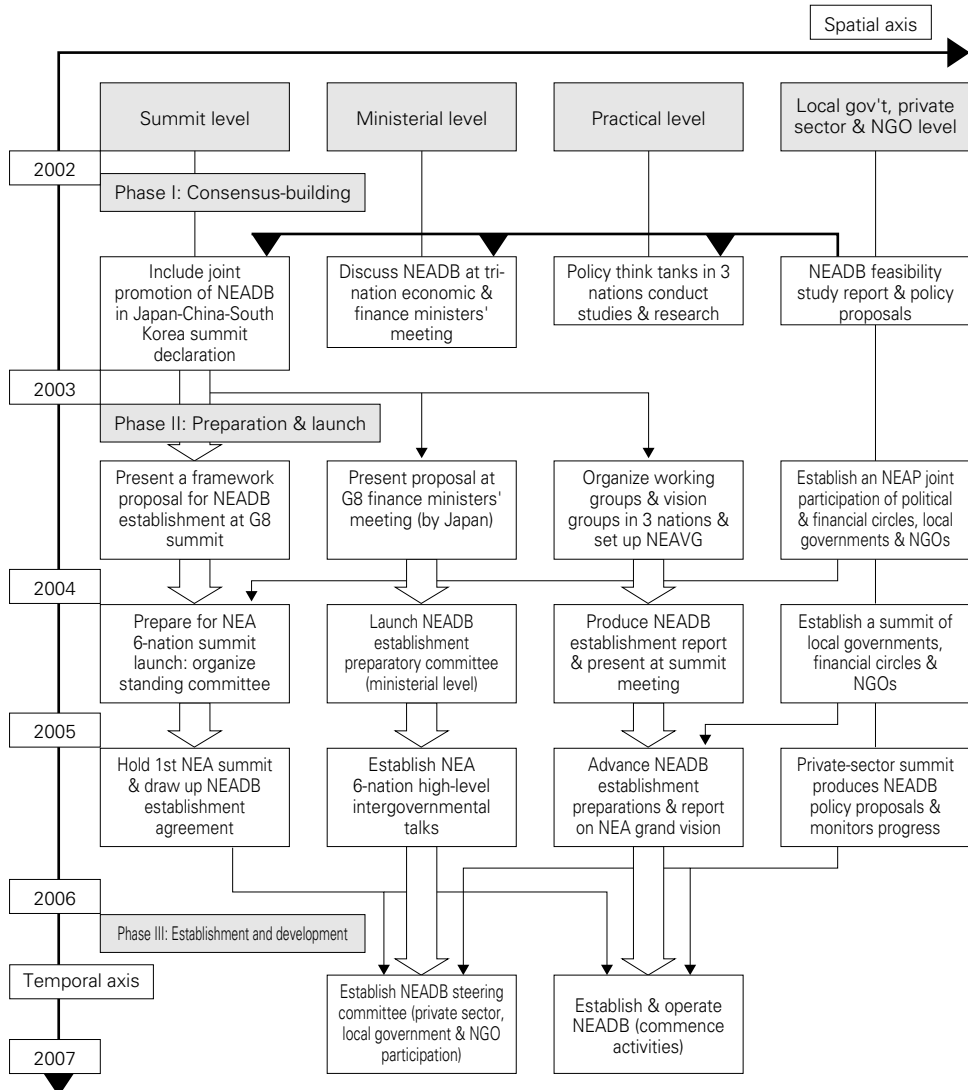 Spatial axis
Summit level
Ministerial level
Practical level
Local gov't, private
sector & NGO level
2002
Phase I: Consensus-building
Include joint
promotion of NEADB
in Japan-China-South
Korea summit
declaration
Discuss NEADB at tri-
nation economic &
finance ministers'
meeting
Policy think tanks in 3
nations conduct
studies & research
NEADB feasibility
study report & policy
proposals
2003
Phase II: Preparation & launch
Present a framework
proposal for NEADB
establishment at G8
summit
Present proposal at
G8 finance ministers'
meeting (by Japan)
Organize working
groups & vision
groups in 3 nations &
set up NEAVG
Establish an NEAP joint
participation of political
& financial circles, local
governments & NGOs
2004
Prepare for NEA
6-nation summit
launch: organize
standing committee
Launch NEADB
establishment
preparatory committee
(ministerial level)
Produce NEADB
establishment report
& present at summit
meeting
Establish a summit of
local governments,
financial circles &
NGOs
2005
Hold 1st NEA summit
& draw up NEADB
establishment
agreement
Establish NEA
6-nation high-level
intergovernmental
talks
Advance NEADB
establishment
preparations & report
on NEA grand vision
Private-sector summit
produces NEADB
policy proposals &
monitors progress
2006
Phase III: Establishment and development
Temporal axis
Establish NEADB steering
committee (private sector,
local government & NGO
participation)
Establish & operate
NEADB (commence
activities)
2007